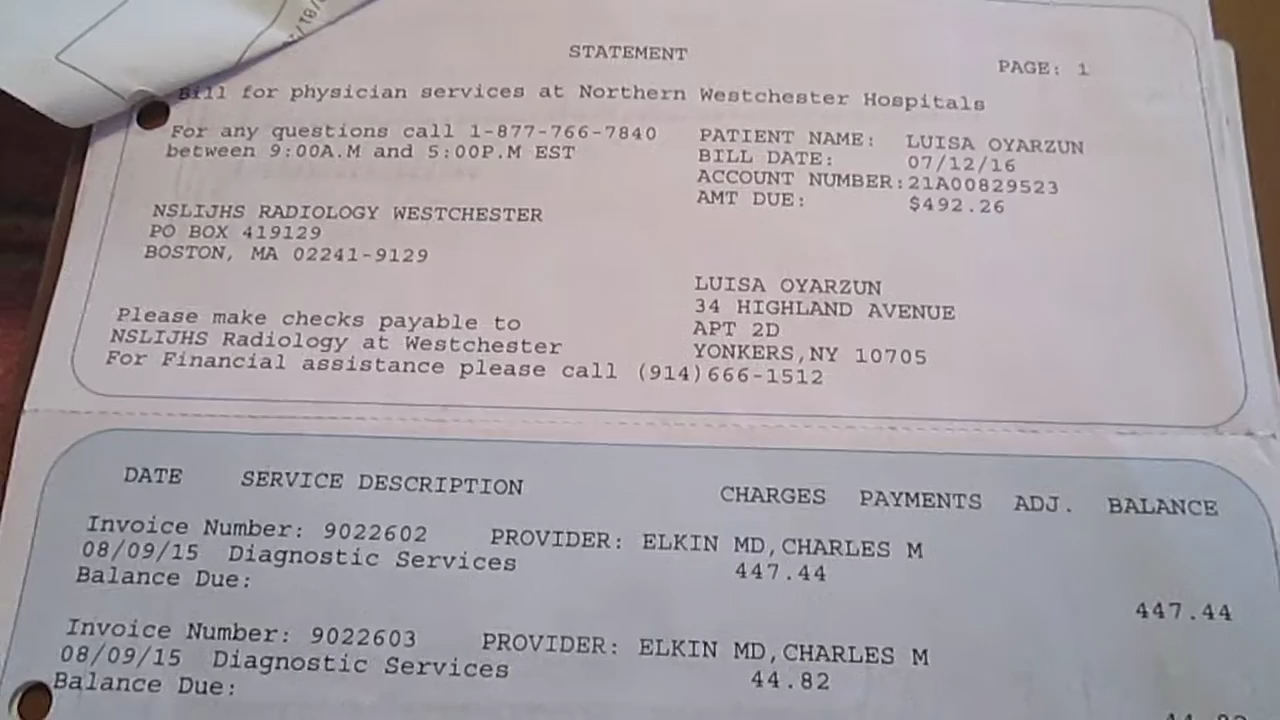 STATEMENT
PAGE: 1
Bill for physician services at Northern Westchester Hospitals
For any questions call 1-877-766-7840
between 9:00A.M and 5:00P.M EST
PATIENT NAME: LUISA OYARZUN
BILL DATE: 07/12/16
ACCOUNT NUMBER:21A00829523
AMT DUE: $492.26
NSLIJHS RADIOLOGY WESTCHESTER
PO BOX 419129
BOSTON, MA 02241-9129
LUISA OYARZUN
34 HIGHLAND AVENUE
APT 2D
YONKERS,NY 10705
Please make checks payable to
NSLIJHS Radiology at Westchester
For Financial assistance please call (914)666-1512
DATE SERVICE DESCRIPTION CHARGES PAYMENTS ADJ. BALANCE
Invoice Number: 9022602 PROVIDER: ELKIN MD,CHARLES M
08/09/15 Diagnostic Services 447.44
Balance Due: 447.44
Invoice Number: 9022603 PROVIDER: ELKIN MD,CHARLES M
08/09/15 Diagnostic Services 44.82
Balance Due: